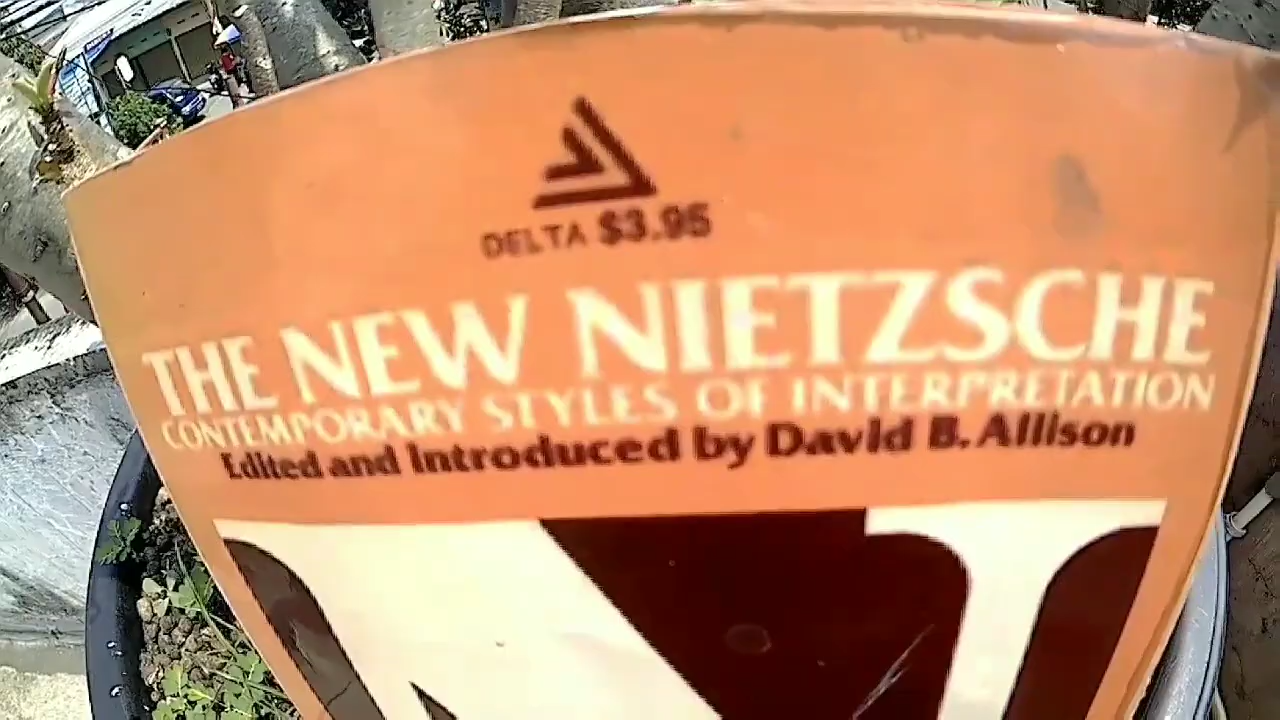 DELTA $3.95
THE NEW NIETZSCHE
CONTEMPORARY STYLES OF INTERPRETATION
Edited and Introduced by David B. Allison